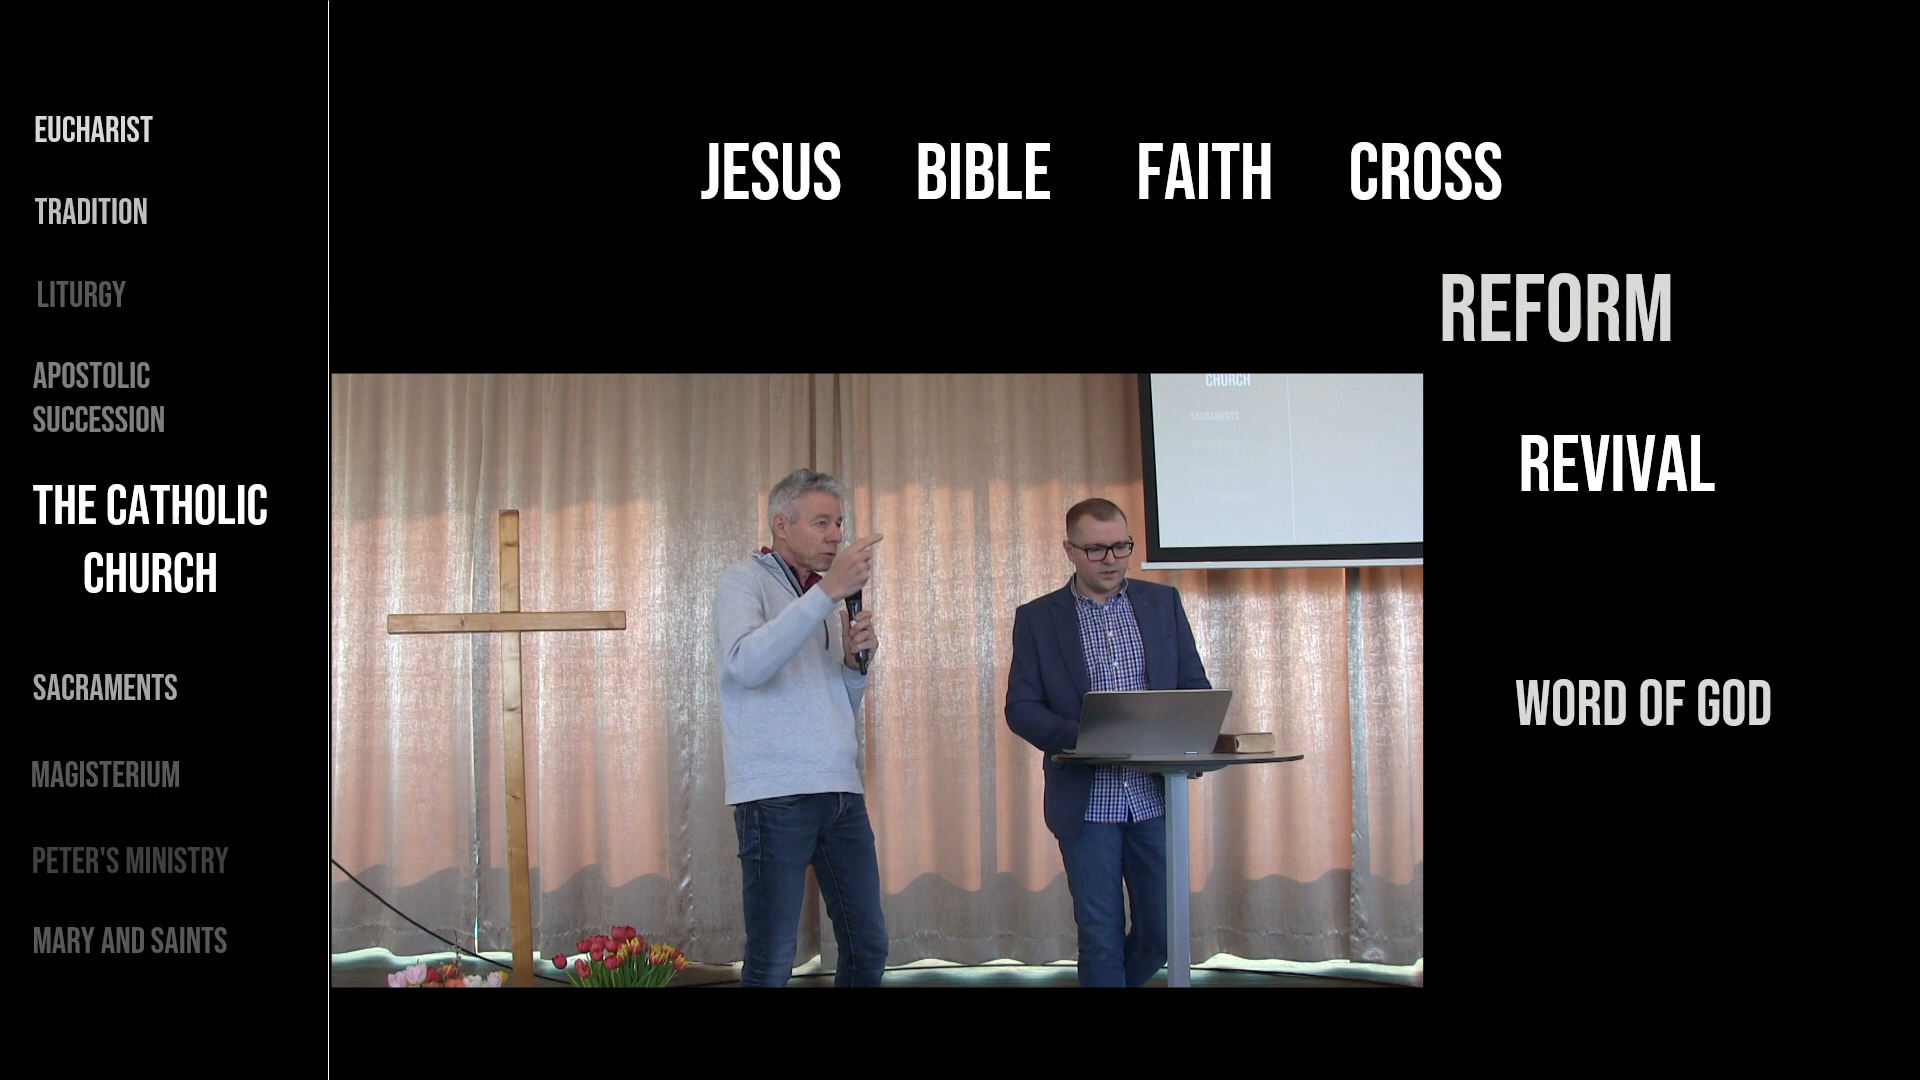 EUCHARIST
TRADITION
LITURGY
APOSTOLIC
SUCCESSION
THE CATHOLIC
CHURCH
SACRAMENTS
MAGISTERIUM
PETER'S MINISTRY
MARY AND SAINTS
JESUS BIBLE FAITH CROSS
REFORM
REVIVAL
WORD OF GOD
CHURCH
SACRAMENTS